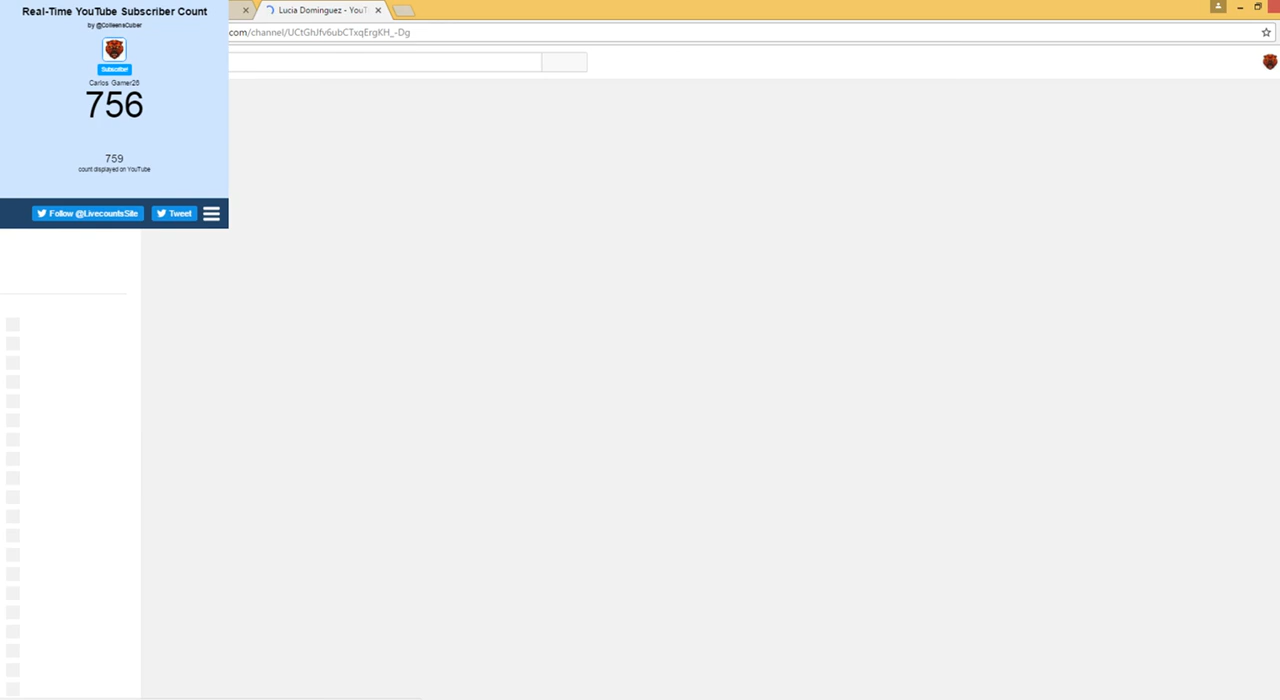 Real-Time YouTube Subscriber Count
by @ColleensCuber
Subscribe!
Carlos Gamer26
756
759
count displayed on YouTube
Follow @LivecountsSite
Tweet
Lucia Dominguez - YouT
com/channel/UCtGhJfv6ubCTxqErgKH_-Dg